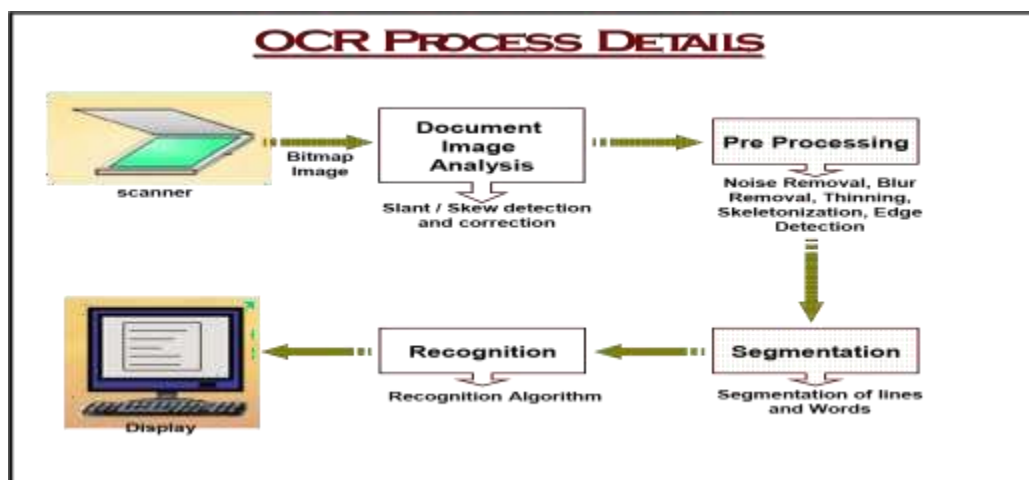 OCR PROCESS DETAILS
scanner
Bitmap
Image
Document
Image
Analysis
Slant / Skew detection
and correction
Pre Processing
Noise Removal, Blur
Removal, Thinning,
Skeletonization, Edge
Detection
Segmentation
Segmentation of lines
and Words
Recognition
Recognition Algorithm
Display